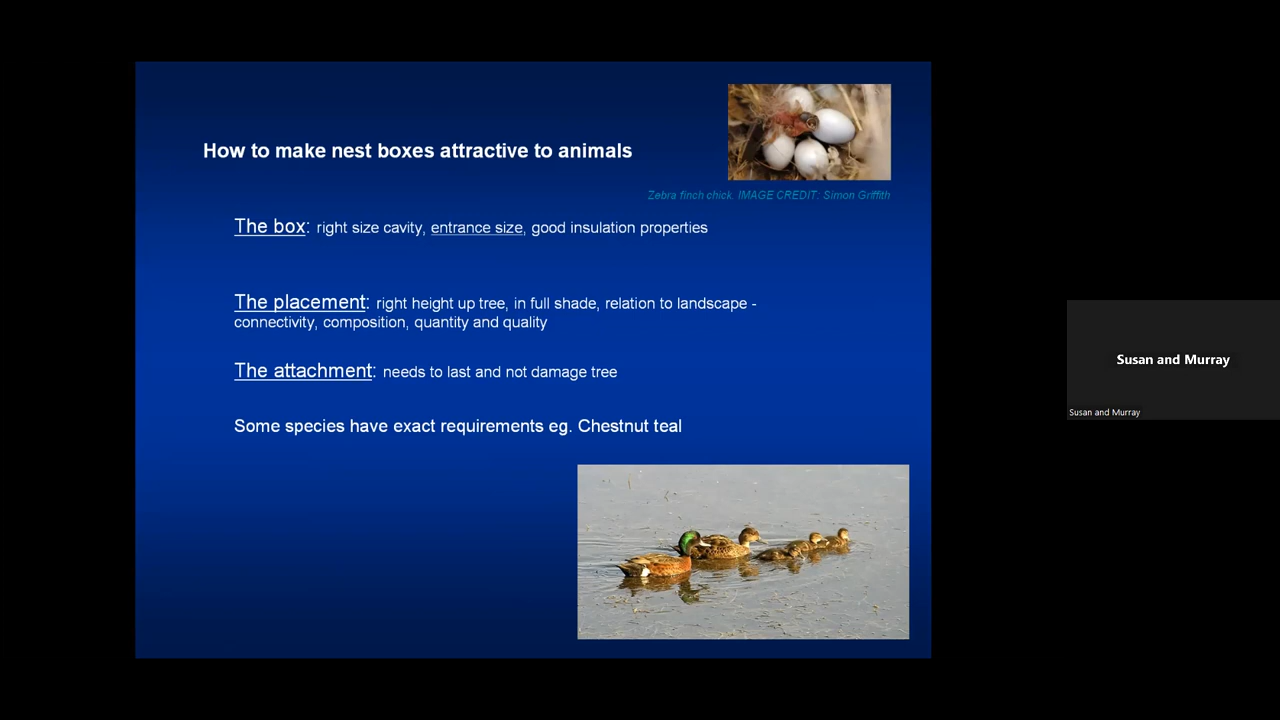 How to make nest boxes attractive to animals
Zebra finch chick. IMAGE CREDIT: Simon Griffith
The box: right size cavity, entrance size, good insulation properties
The placement: right height up tree, in full shade, relation to landscape -
connectivity, composition, quantity and quality
The attachment: needs to last and not damage tree
Some species have exact requirements eg. Chestnut teal
Susan and Murray
Susan and Murray